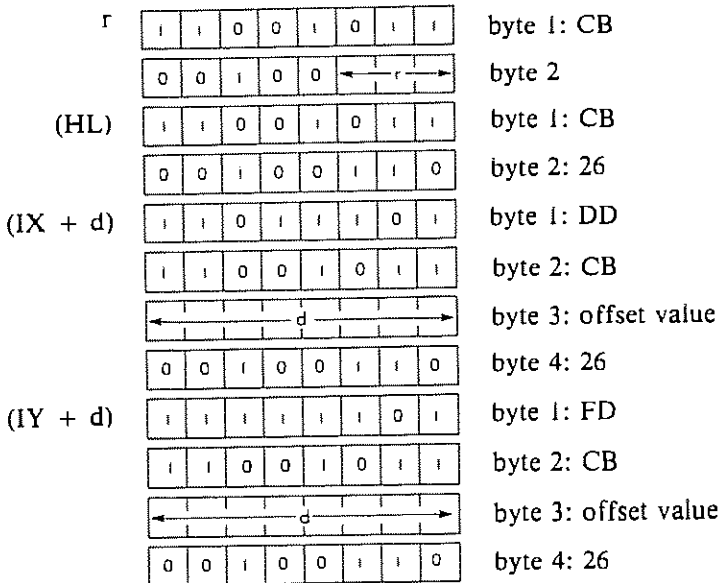 r 1 1 0 0 1 0 1 1 byte 1: CB
0 0 1 0 0 r byte 2
(HL) 1 1 0 0 1 0 1 1 byte 1: CB
0 0 1 0 0 1 1 0 byte 2: 26
(IX + d) 1 1 0 1 1 1 0 1 byte 1: DD
1 1 0 0 1 0 1 1 byte 2: CB
d byte 3: offset value
0 0 1 0 0 1 1 0 byte 4: 26
(IY + d) 1 1 1 1 1 1 0 1 byte 1: FD
1 1 0 0 1 0 1 1 byte 2: CB
d byte 3: offset value
0 0 1 0 0 1 1 0 byte 4: 26